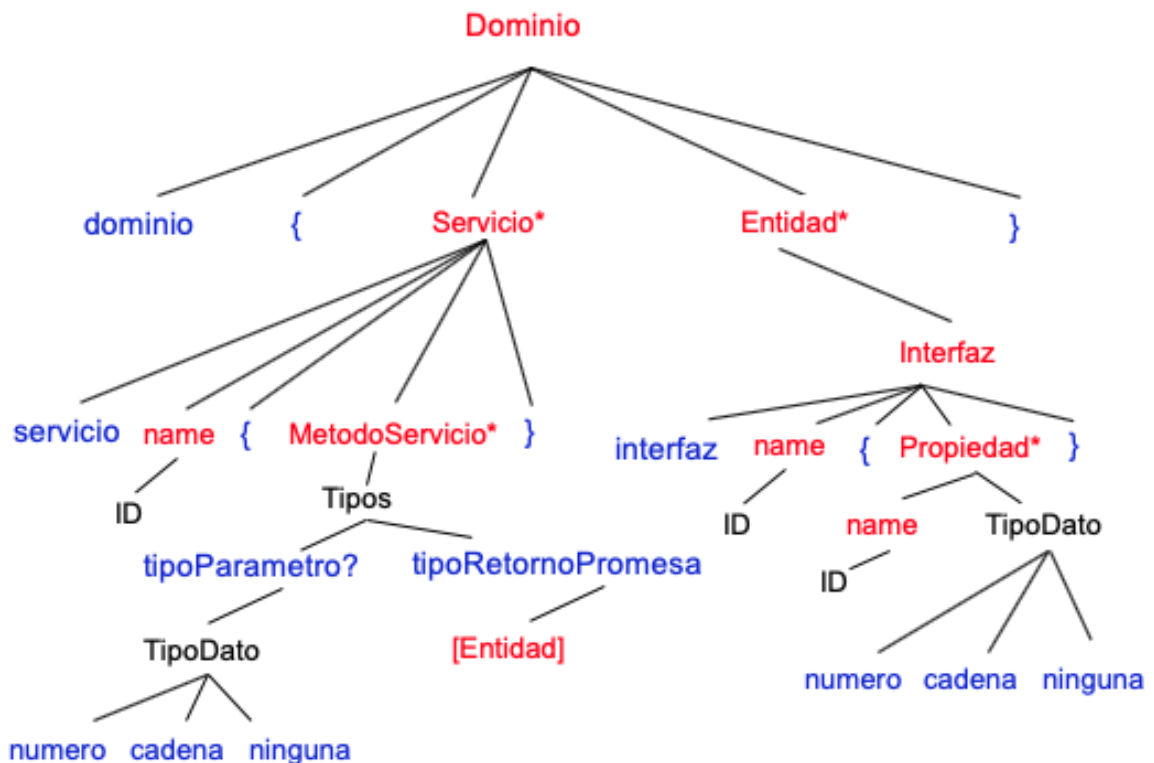 Dominio
dominio { Servicio* Entidad* }
Interfaz
servicio name { MetodoServicio* }
interfaz name { Propiedad* }
ID Tipos ID name TipoDato
tipoParametro? tipoRetornoPromesa ID
TipoDato [Entidad]
numero cadena ninguna
numero cadena ninguna